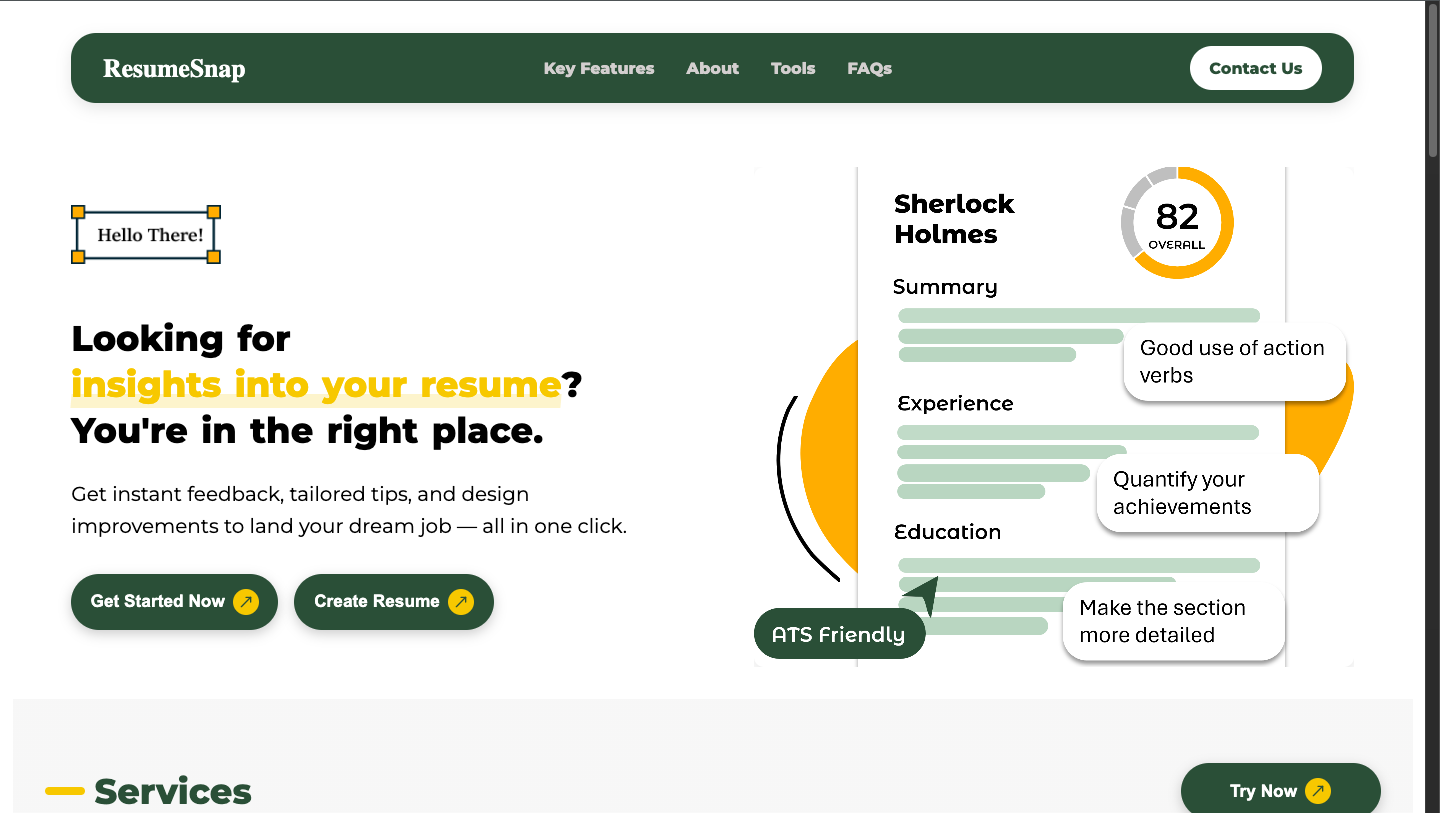 ResumeSnap
Key Features
About
Tools
FAQs
Contact Us
Hello There!
Looking for
insights into your resume?
You're in the right place.
Get instant feedback, tailored tips, and design
improvements to land your dream job — all in one click.
Get Started Now
Create Resume
Sherlock
Holmes
82
OVERALL
Summary
Good use of action
verbs
Experience
Quantify your
achievements
Education
Make the section
more detailed
ATS Friendly
Services
Try Now